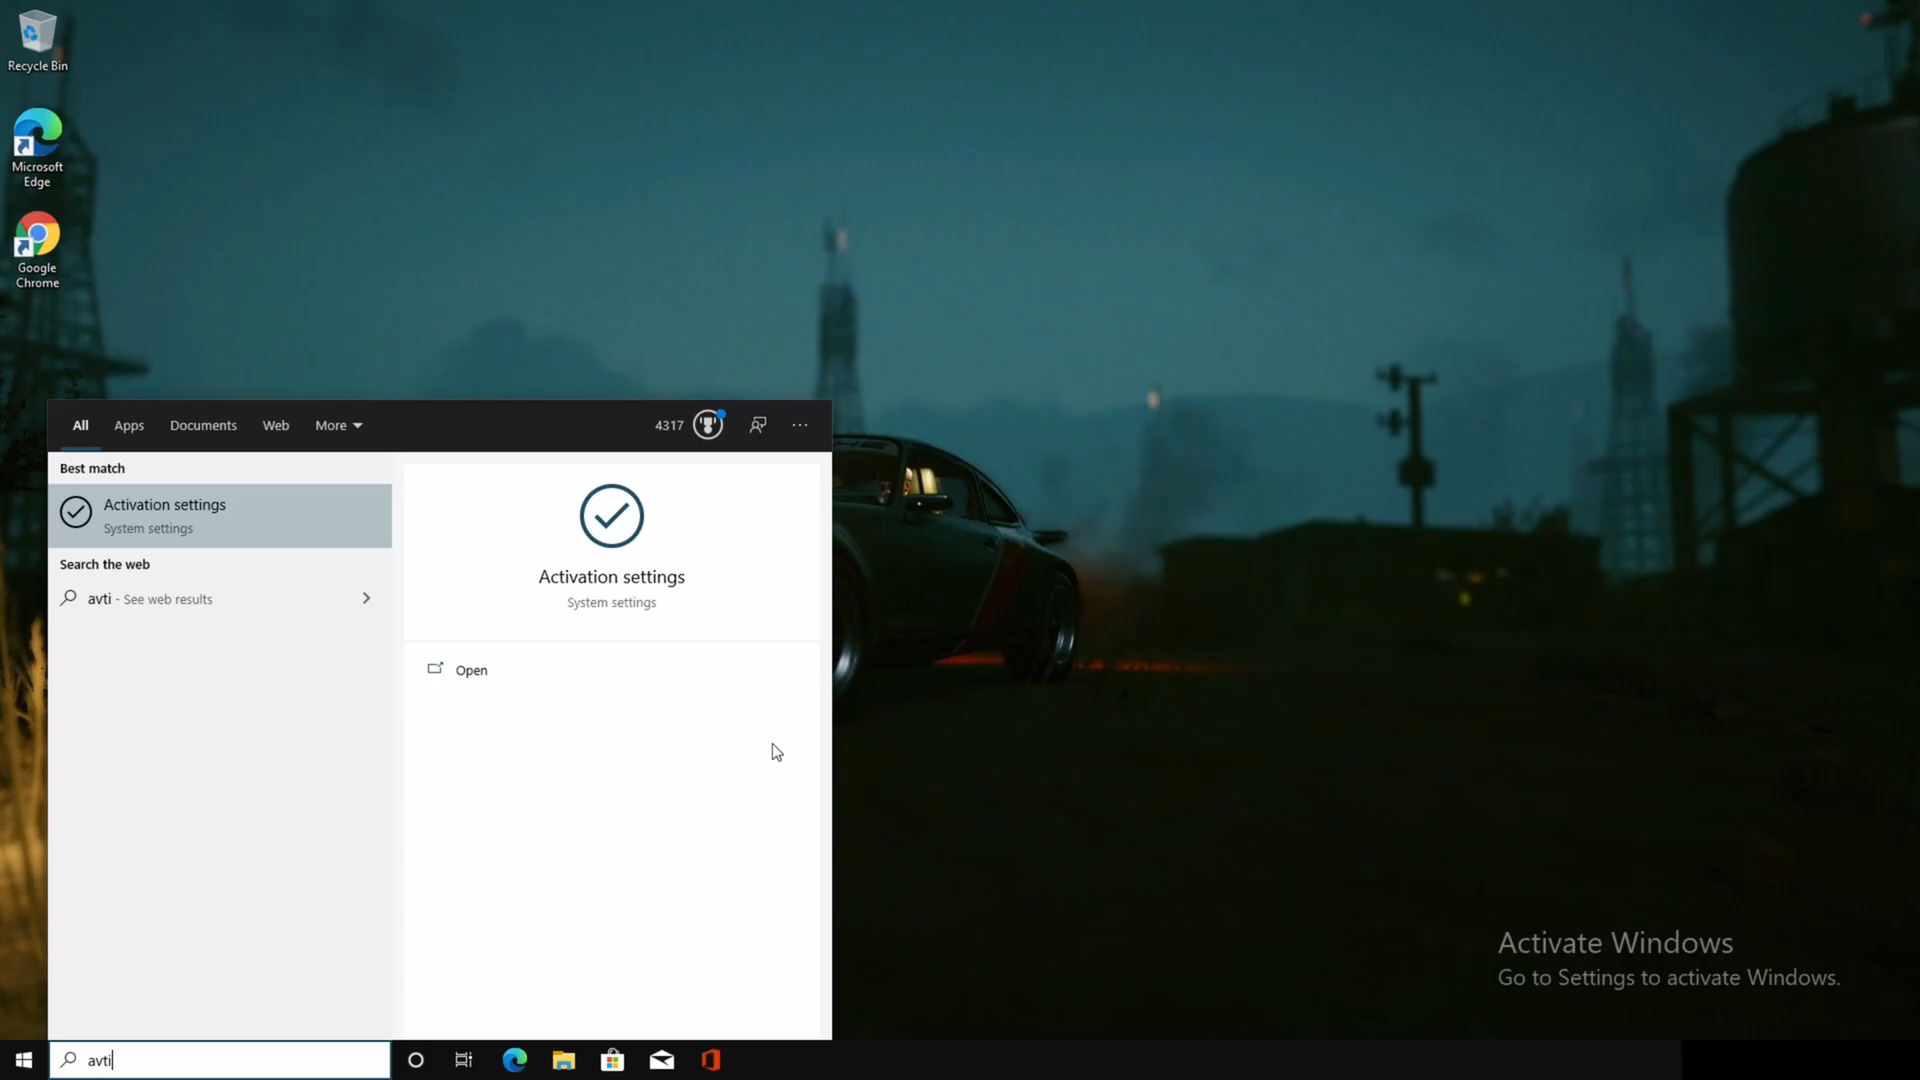 Recycle Bin
Microsoft
Edge
Google
Chrome
All Apps Documents Web More 4317 ...
Best match
Activation settings
System settings
Search the web
avti - See web results
Activation settings
System settings
Open
Activate Windows
Go to Settings to activate Windows.
avti